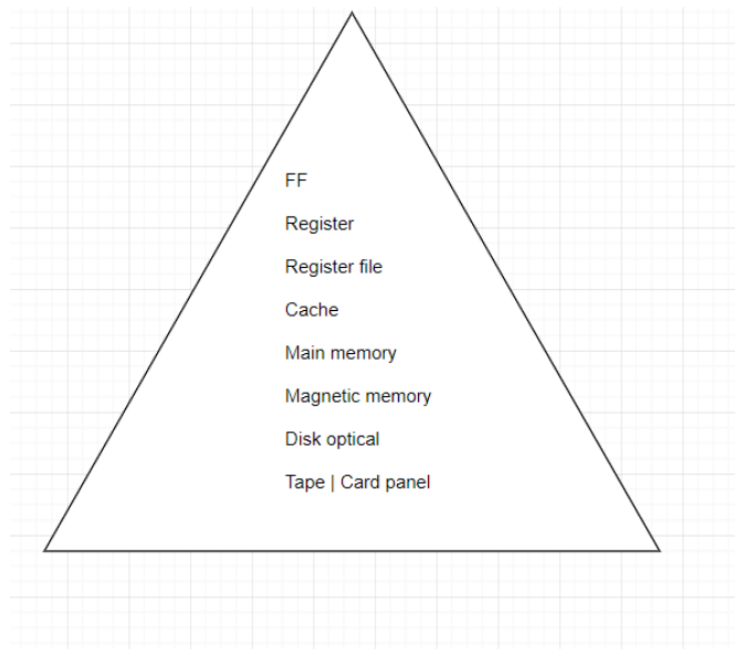 FF
Register
Register file
Cache
Main memory
Magnetic memory
Disk optical
Tape | Card panel